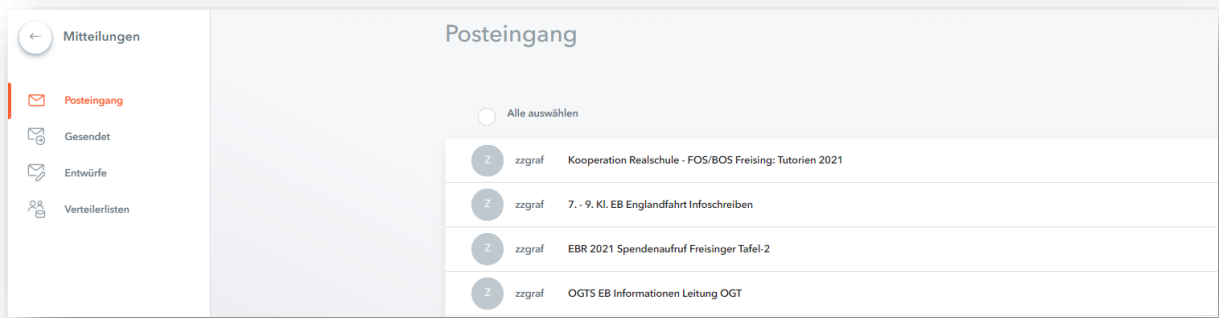 Mitteilungen
Posteingang
Gesendet
Entwürfe
Verteilerlisten
Posteingang
Alle auswählen
Z zzgraf Kooperation Realschule - FOS/BOS Freising: Tutorien 2021
Z zzgraf 7. - 9. Kl. EB Englandfahrt Infoschreiben
Z zzgraf EBR 2021 Spendenaufruf Freisinger Tafel-2
Z zzgraf OGTS EB Informationen Leitung OGT